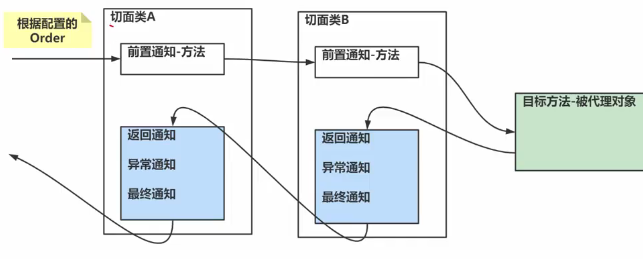 根据配置的
Order
切面类A
前置通知-方法
返回通知
异常通知
最终通知
切面类B
前置通知-方法
返回通知
异常通知
最终通知
目标方法-被代理对象